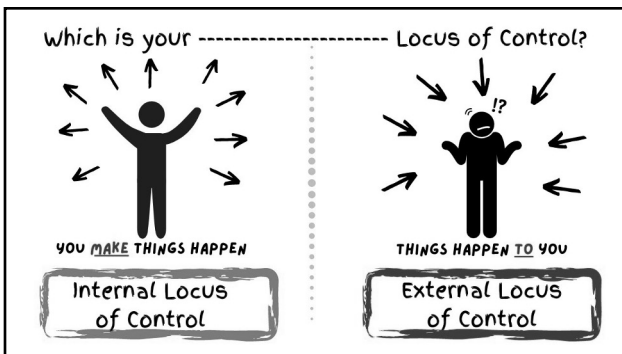 Which is your ---------------------- Locus of Control?
!?
YOU MAKE THINGS HAPPEN
THINGS HAPPEN TO YOU
Internal Locus
of Control
External Locus
of Control